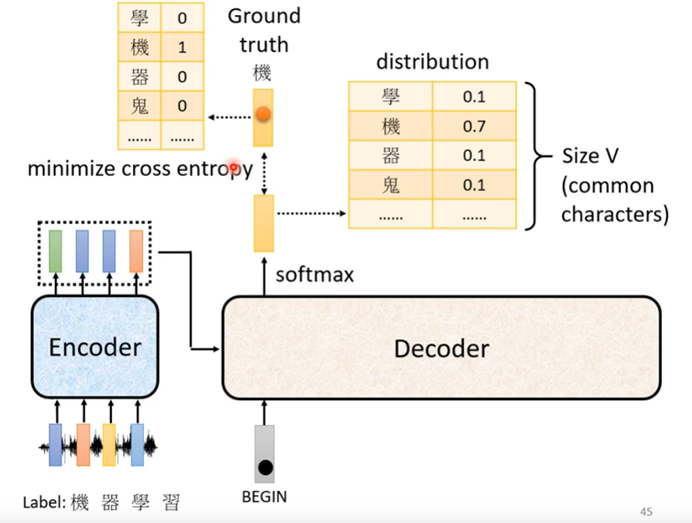 學 0
機 1
器 0
鬼 0
...... ......
Ground
truth
機
minimize cross entropy
distribution
學 0.1
機 0.7
器 0.1
鬼 0.1
...... ......
Size V
(common
characters)
softmax
Encoder
Decoder
BEGIN
Label: 機 器 學 習
45